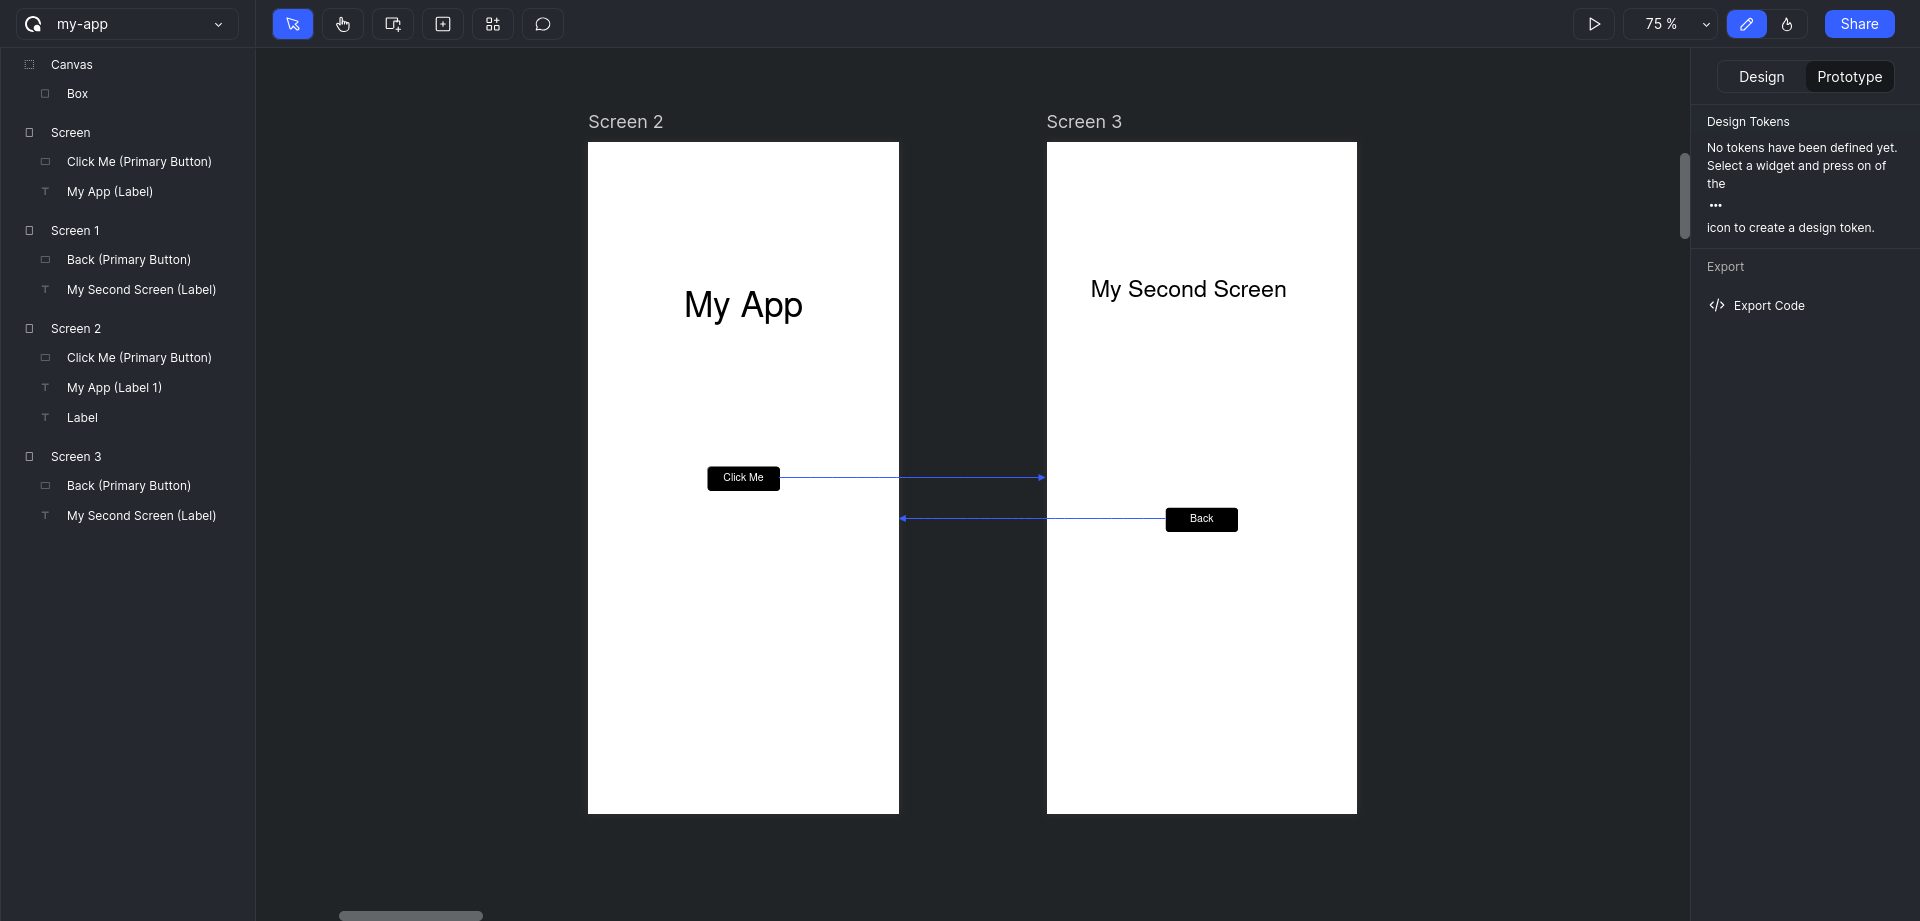 my-app
75 %
Share
Canvas
Box
Screen
Click Me (Primary Button)
My App (Label)
Screen 1
Back (Primary Button)
My Second Screen (Label)
Screen 2
Click Me (Primary Button)
My App (Label 1)
Label
Screen 3
Back (Primary Button)
My Second Screen (Label)
Screen 2
My App
Click Me
Screen 3
My Second Screen
Back
Design
Prototype
Design Tokens
No tokens have been defined yet.
Select a widget and press on of
the
•••
icon to create a design token.
Export
Export Code